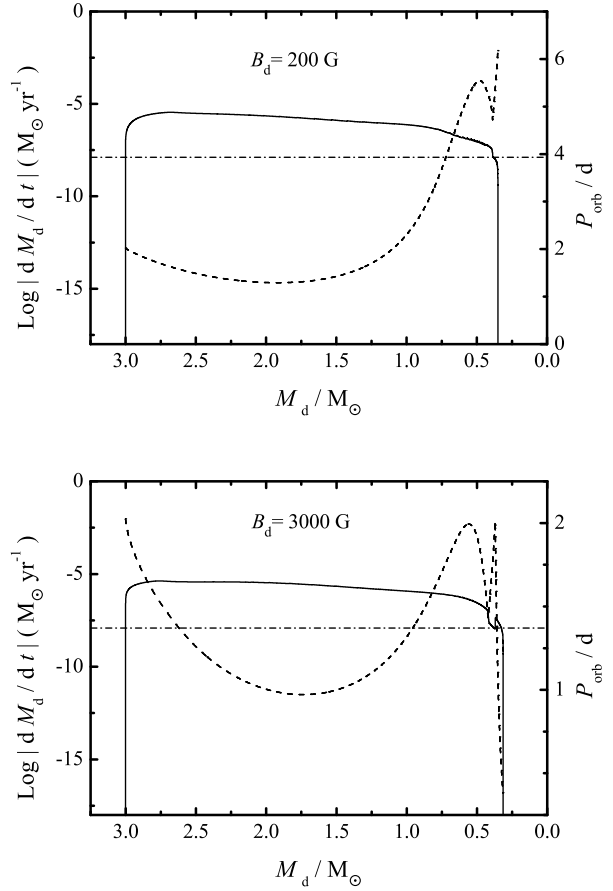 B_d= 200 G
Log | d M_d / d t | ( M_⊙ yr^-1 )
0
-5
-10
-15
P_orb / d
6
4
2
0
3.0 2.5 2.0 1.5 1.0 0.5 0.0
M_d / M_⊙
B_d= 3000 G
Log | d M_d / d t | ( M_⊙ yr^-1 )
0
-5
-10
-15
P_orb / d
2
1
3.0 2.5 2.0 1.5 1.0 0.5 0.0
M_d / M_⊙